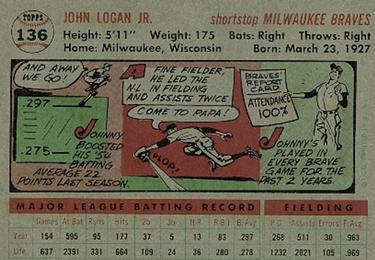 TOPPS
136
JOHN LOGAN JR.
shortstop MILWAUKEE BRAVES
Height: 5'11" Weight: 175 Bats: Right Throws: Right
Home: Milwaukee, Wisconsin Born: March 23, 1927
AND AWAY WE GO!
.297
.275
JOHNNY BOOSTED
HIS '54
BATTING
AVERAGE 22
POINTS LAST SEASON.
A FINE FIELDER,
HE LED THE
N.L. IN FIELDING
AND ASSISTS TWICE.
COME TO PAPA!
PLOP!
BRAVES'
REPORT
CARD
ATTENDANCE
100%
JOHNNY'S
PLAYED IN
EVERY BRAVE
GAME FOR THE
PAST 2 YEARS.
MAJOR LEAGUE BATTING RECORD FIELDING
Games At Bat Runs Hits 2b 3b H.R. R.B.I. B. Avg. P.O. Assists Errors F. Avg.
Year 154 595 95 177 37 5 13 83 .297 268 511 30 .963
Life 637 2391 331 664 109 24 36 280 .278 1232 2021 105 .969